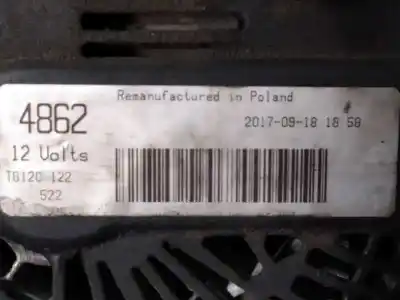 Remanufactured in Poland
4862
2017-09-18 18 58
12 Volts
TG12C 122
522